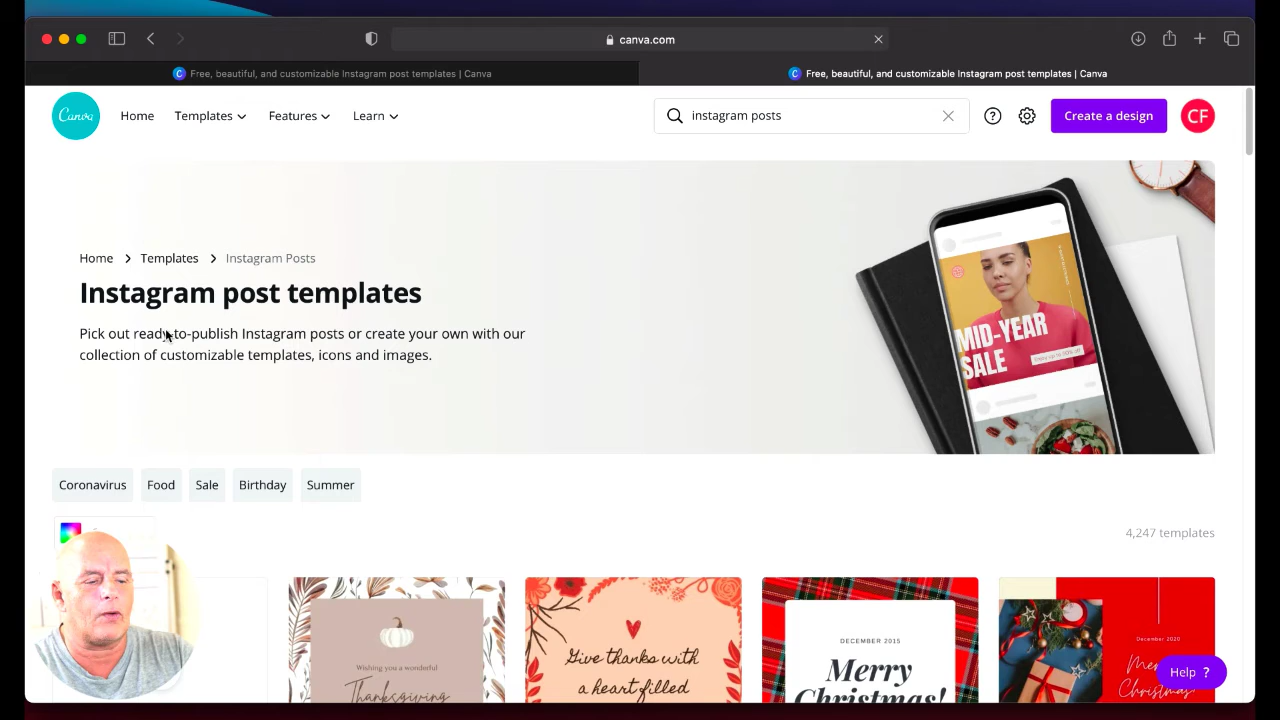 canva.com
Free, beautiful, and customizable Instagram post templates | Canva
Free, beautiful, and customizable Instagram post templates | Canva
Canva
Home
Templates
Features
Learn
instagram posts
Create a design
CF
Home
Templates
Instagram Posts
Instagram post templates
Pick out ready-to-publish Instagram posts or create your own with our
collection of customizable templates, icons and images.
MID-YEAR
SALE
Coronavirus
Food
Sale
Birthday
Summer
4,247 templates
Wishing you a wonderful
Thanksgiving
Give thanks with
a heart filled
DECEMBER 2015
Merry
Christmas!
December 2020
Christmas
Help ?